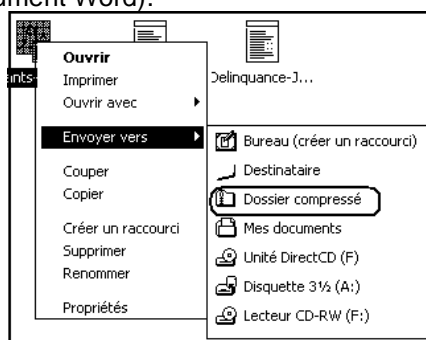 ument Word).
Ouvrir
ants-
Imprimer
Delinquance-J...
Ouvrir avec
Envoyer vers
Bureau (créer un raccourci)
Couper
Destinataire
Copier
Dossier compressé
Créer un raccourci
Mes documents
Supprimer
Unité DirectCD (F)
Renommer
Disquette 3½ (A:)
Propriétés
Lecteur CD-RW (F:)